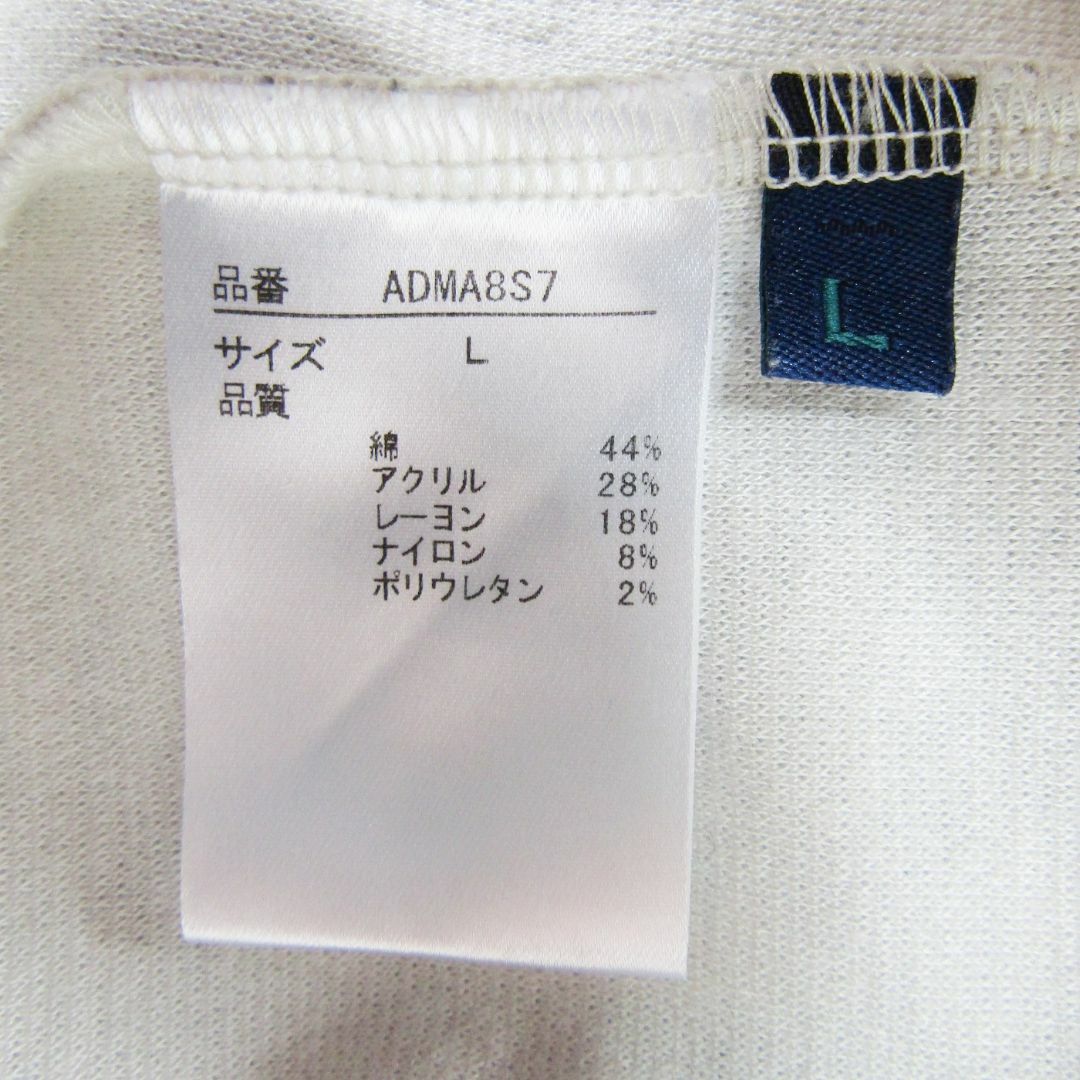 品番 ADMA8S7
サイズ L
品質
綿 44%
アクリル 28%
レーヨン 18%
ナイロン 8%
ポリウレタン 2%
L